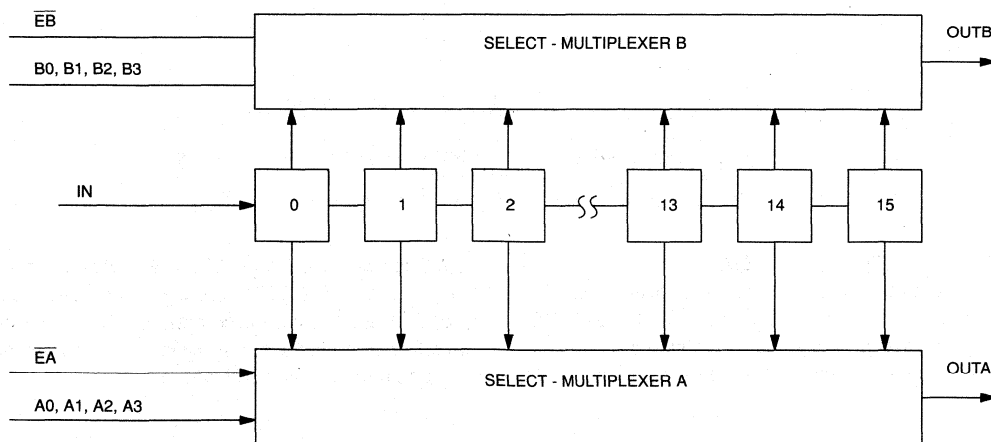 EB
SELECT - MULTIPLEXER B
OUTB
B0, B1, B2, B3
IN
0
1
2
13
14
15
EA
SELECT - MULTIPLEXER A
OUTA
A0, A1, A2, A3